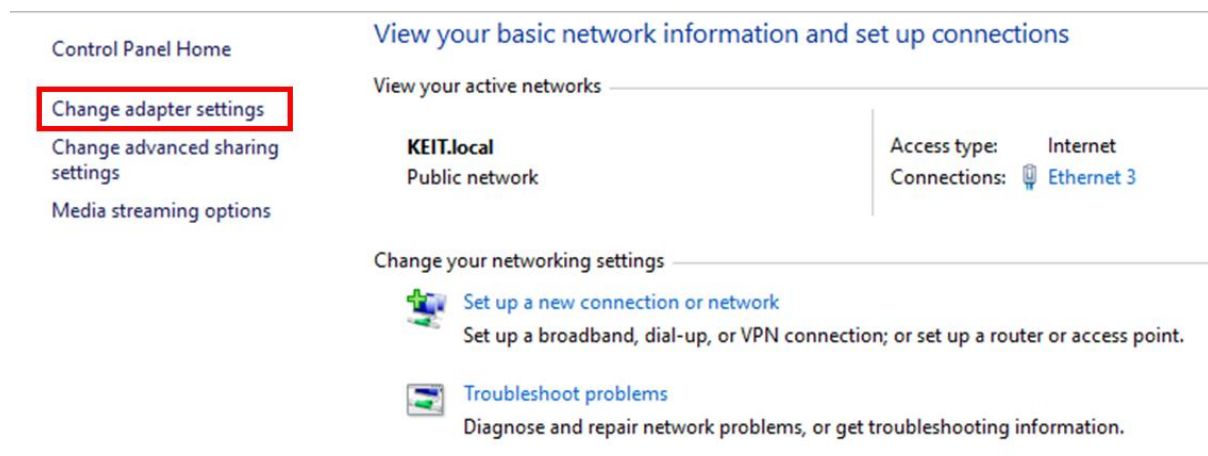 Control Panel Home
Change adapter settings
Change advanced sharing
settings
Media streaming options
View your basic network information and set up connections
View your active networks
KEIT.local
Public network
Access type: Internet
Connections: Ethernet 3
Change your networking settings
Set up a new connection or network
Set up a broadband, dial-up, or VPN connection; or set up a router or access point.
Troubleshoot problems
Diagnose and repair network problems, or get troubleshooting information.